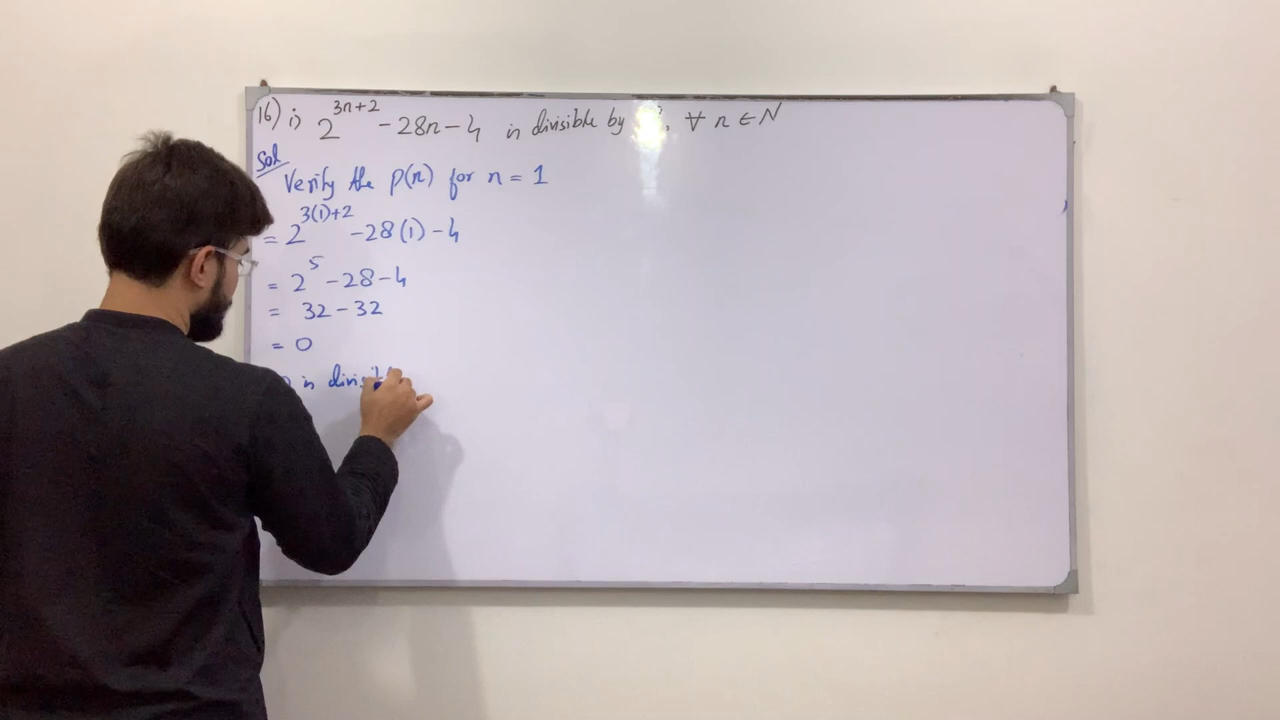 16) i) 2^{3n+2} - 28n - 4 is divisible by , ∀ n ∈ N
Sol
Verify the p(n) for n = 1
= 2^{3(1)+2} - 28(1) - 4
= 2^5 - 28 - 4
= 32 - 32
= 0
is